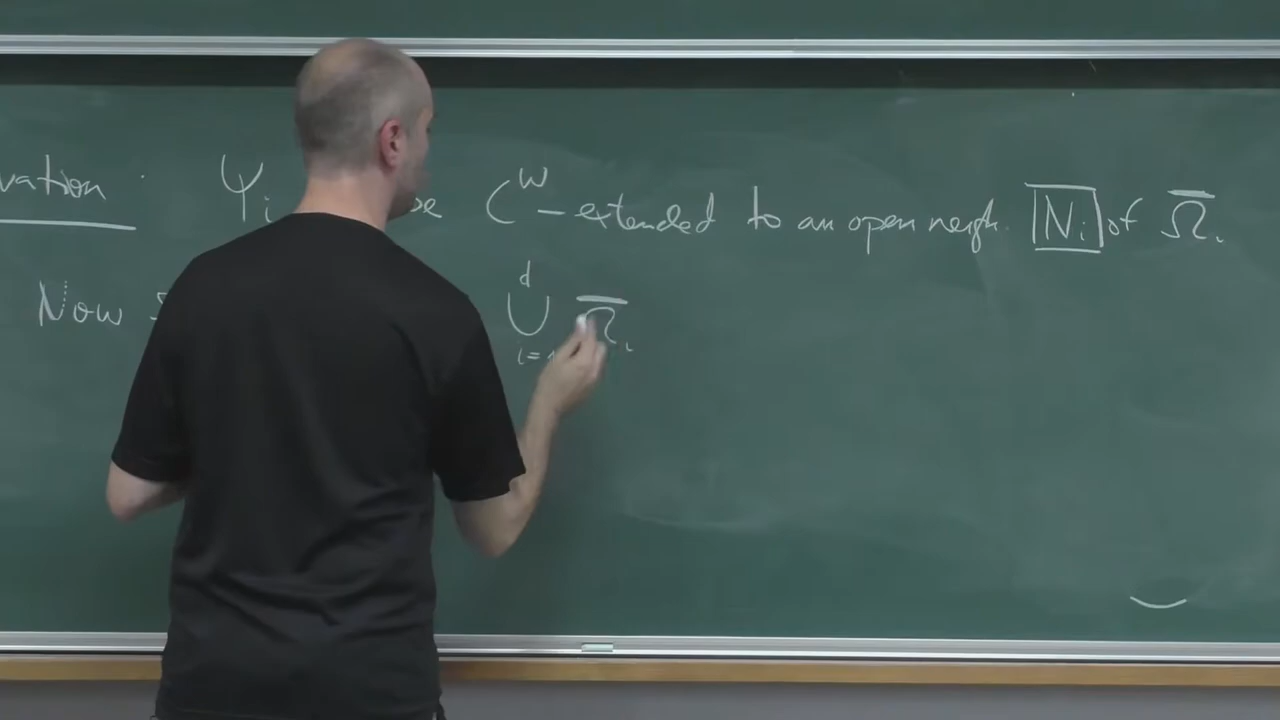 vation Ψi be C^ω-extended to an open neigh. Nᵢ of Ω̄ᵢ
Now ⋃_{i=1}^{d} Ω̄ᵢ